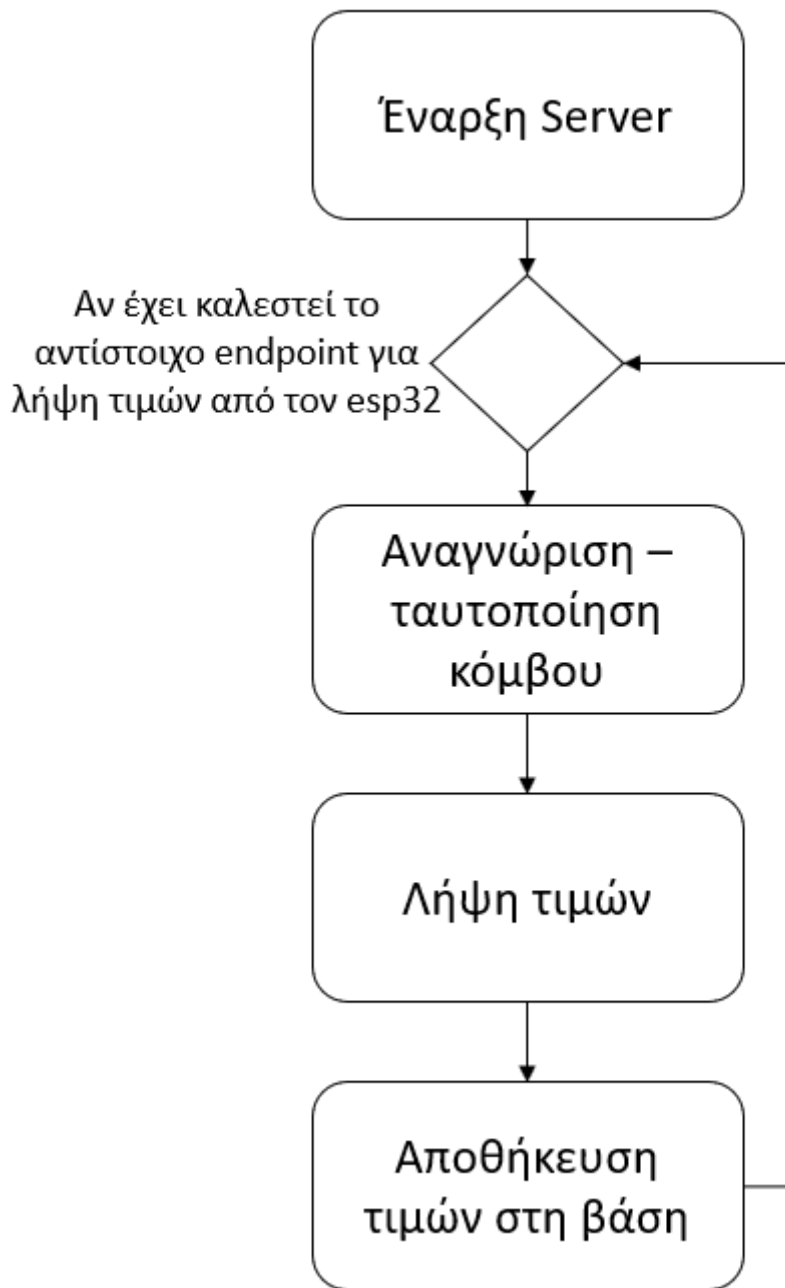 Έναρξη Server
Αν έχει καλεστεί το
αντίστοιχο endpoint για
λήψη τιμών από τον esp32
Αναγνώριση –
ταυτοποίηση
κόμβου
Λήψη τιμών
Αποθήκευση
τιμών στη βάση